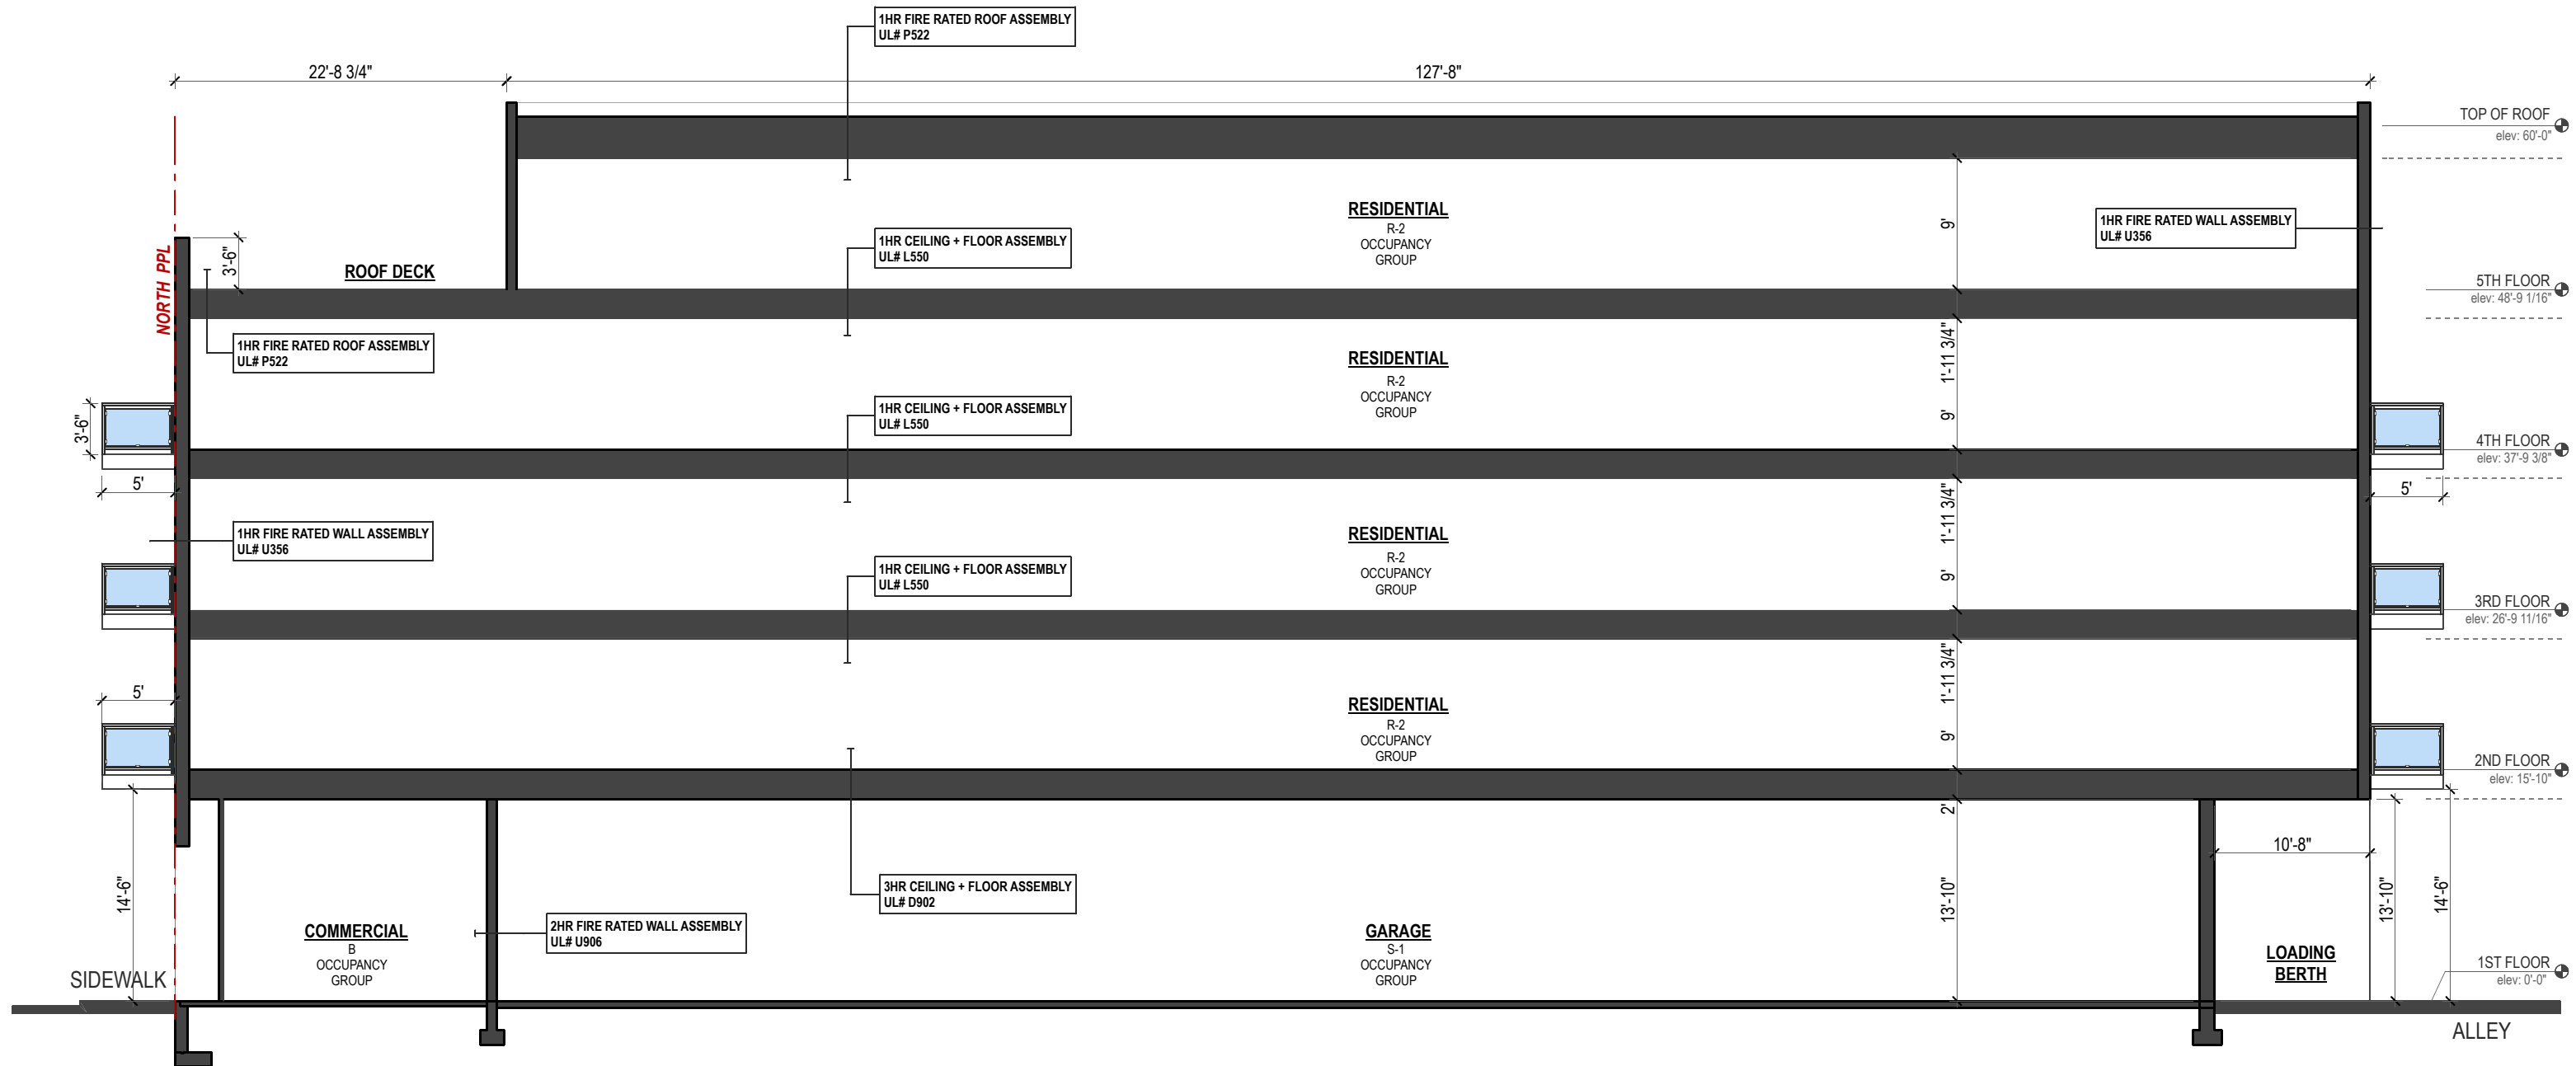 1HR FIRE RATED ROOF ASSEMBLY
UL# P522
22'-8 3/4"
127'-8"
TOP OF ROOF
elev: 60'-0"
RESIDENTIAL
R-2
OCCUPANCY
GROUP
9'
1HR FIRE RATED WALL ASSEMBLY
UL# U356
1HR CEILING + FLOOR ASSEMBLY
UL# L550
NORTH PPL
3'-6"
ROOF DECK
5TH FLOOR
elev: 48'-9 1/16"
1HR FIRE RATED ROOF ASSEMBLY
UL# P522
RESIDENTIAL
R-2
OCCUPANCY
GROUP
1'-11 3/4"
9'
1HR CEILING + FLOOR ASSEMBLY
UL# L550
3'-6"
5'
4TH FLOOR
elev: 37'-9 3/8"
5'
1HR FIRE RATED WALL ASSEMBLY
UL# U356
RESIDENTIAL
R-2
OCCUPANCY
GROUP
1'-11 3/4"
9'
1HR CEILING + FLOOR ASSEMBLY
UL# L550
3RD FLOOR
elev: 26'-9 11/16"
5'
RESIDENTIAL
R-2
OCCUPANCY
GROUP
1'-11 3/4"
9'
2ND FLOOR
elev: 15'-10"
2'
10'-8"
14'-6"
3HR CEILING + FLOOR ASSEMBLY
UL# D902
13'-10"
13'-10"
14'-6"
COMMERCIAL
B
OCCUPANCY
GROUP
2HR FIRE RATED WALL ASSEMBLY
UL# U906
GARAGE
S-1
OCCUPANCY
GROUP
LOADING
BERTH
1ST FLOOR
elev: 0'-0"
SIDEWALK
ALLEY